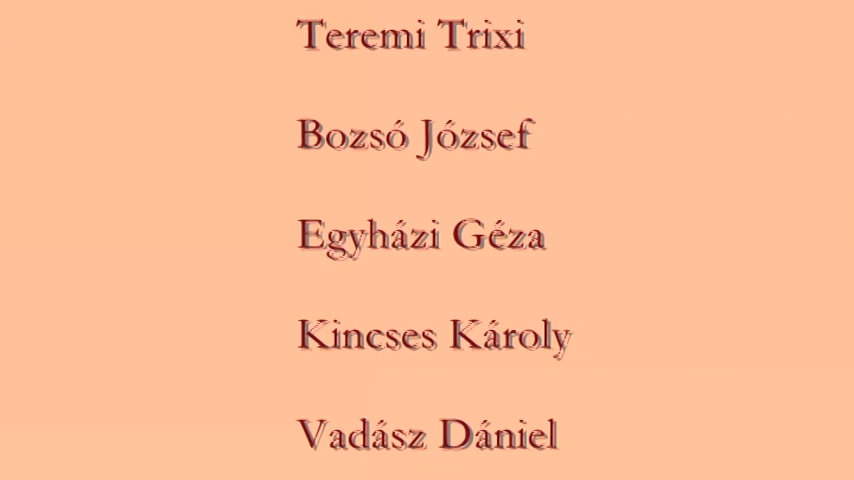 Teremi Trixi
Bozsó József
Egyházi Géza
Kincses Károly
Vadász Dániel